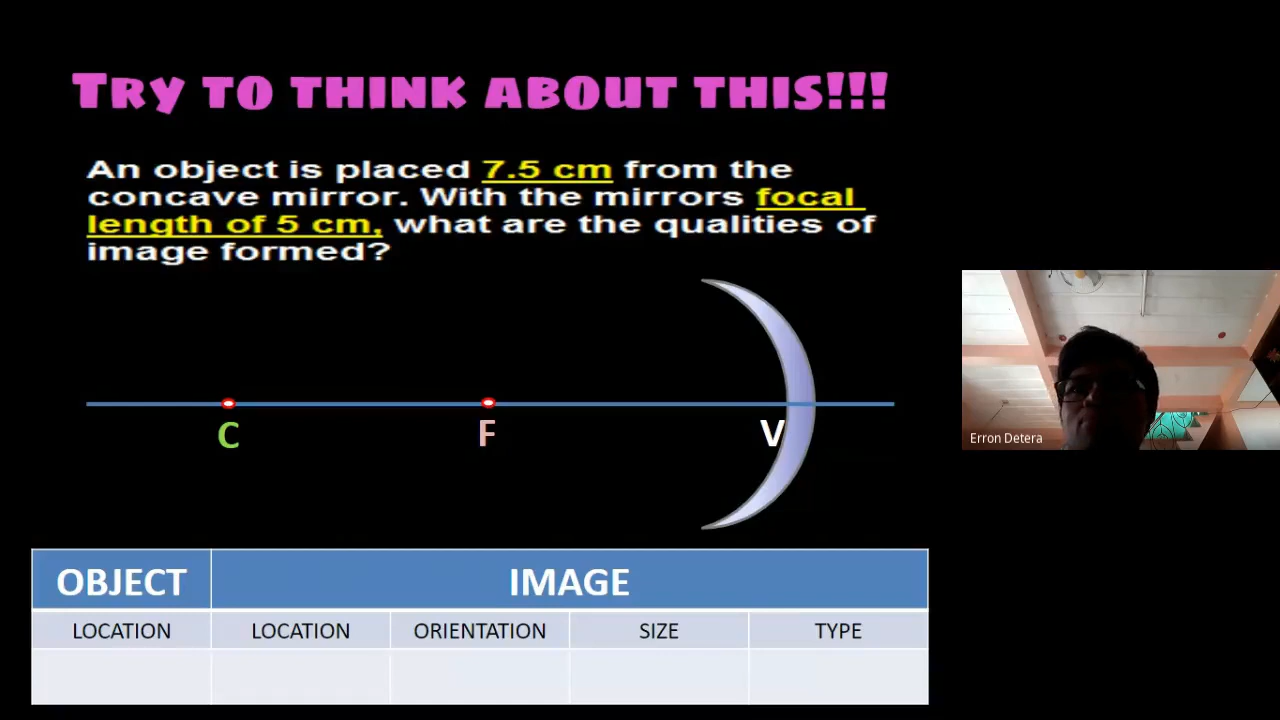 TRY TO THINK ABOUT THIS!!!
An object is placed 7.5 cm from the
concave mirror. With the mirrors focal
length of 5 cm, what are the qualities of
image formed?
C F V
Erron Detera
OBJECT IMAGE
LOCATION LOCATION ORIENTATION SIZE TYPE